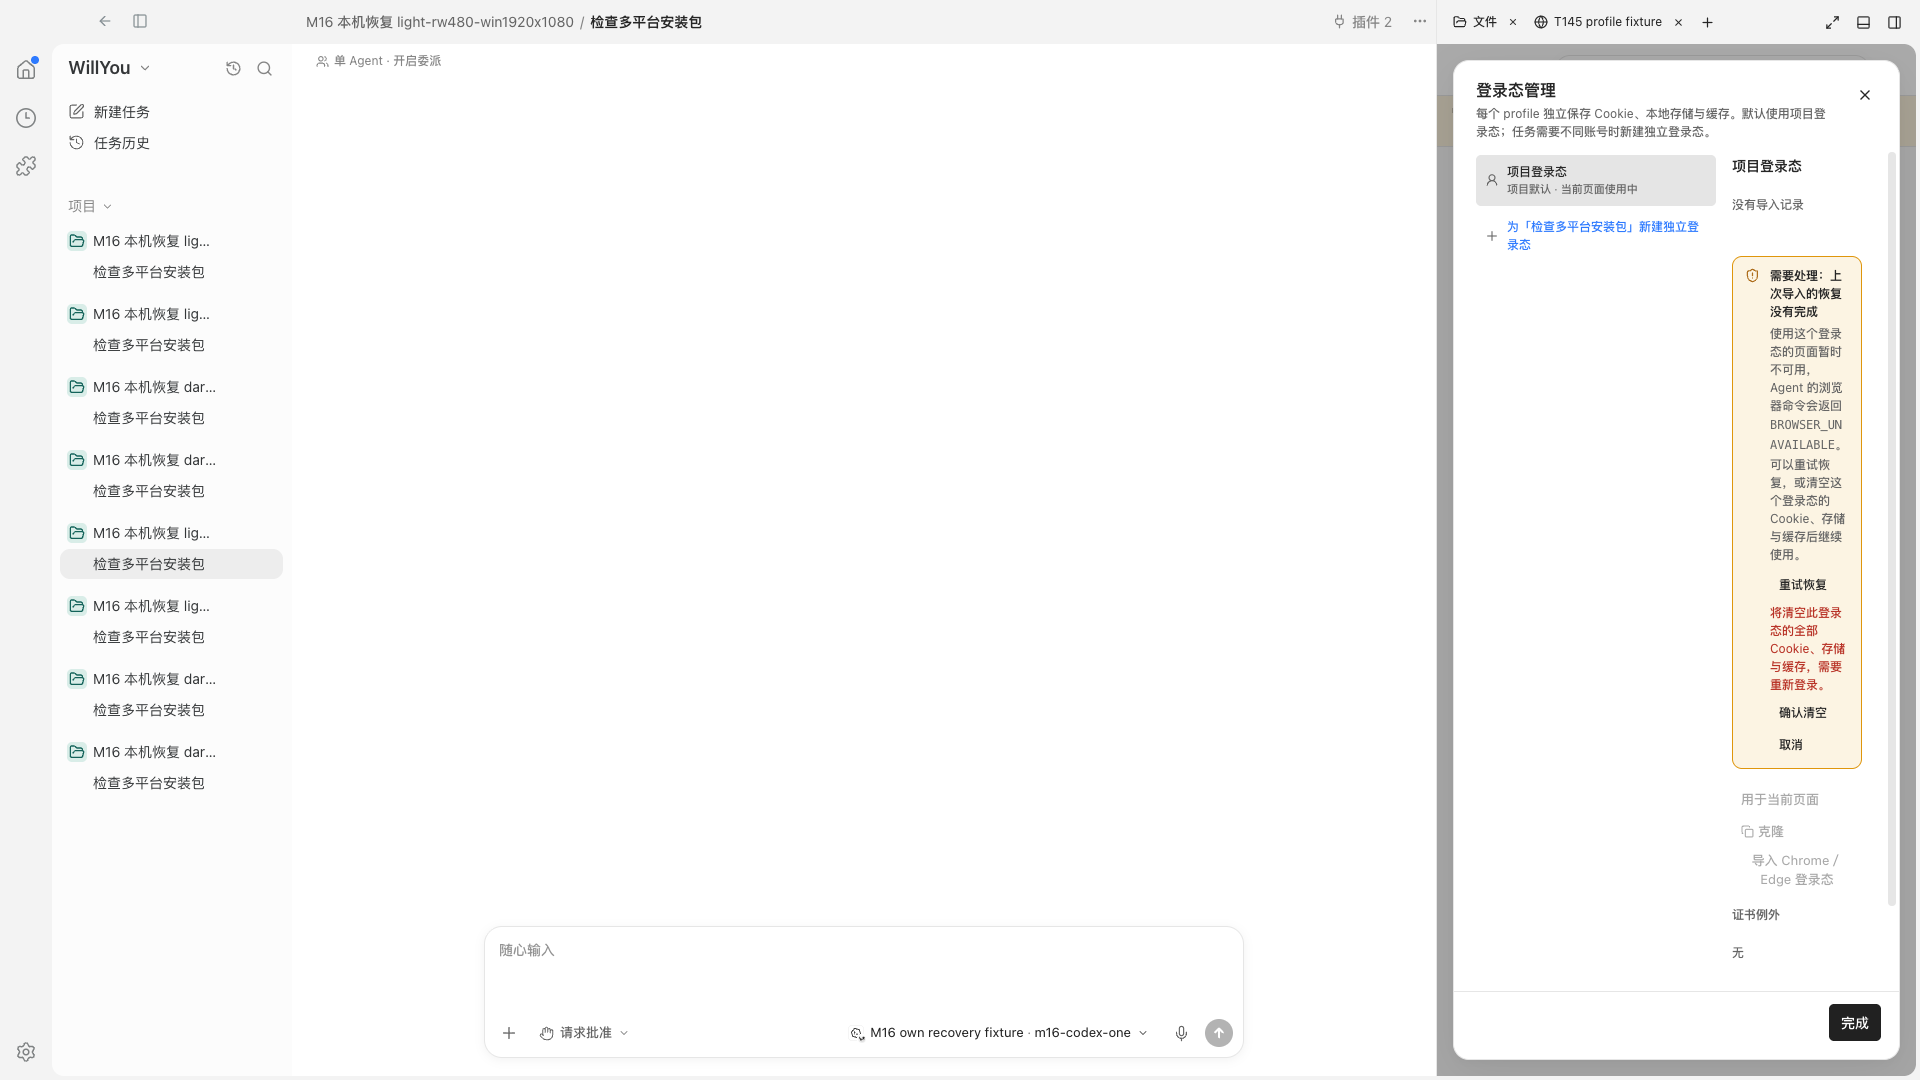 M16 本机恢复 light-rw480-win1920x1080 / 检查多平台安装包
插件 2
文件
T145 profile fixture
WillYou
新建任务
任务历史
项目
M16 本机恢复 lig...
检查多平台安装包
M16 本机恢复 lig...
检查多平台安装包
M16 本机恢复 dar...
检查多平台安装包
M16 本机恢复 dar...
检查多平台安装包
M16 本机恢复 lig...
检查多平台安装包
M16 本机恢复 lig...
检查多平台安装包
M16 本机恢复 dar...
检查多平台安装包
M16 本机恢复 dar...
检查多平台安装包
单 Agent · 开启委派
随心输入
请求批准
M16 own recovery fixture · m16-codex-one
登录态管理
每个 profile 独立保存 Cookie、本地存储与缓存。默认使用项目登
录态；任务需要不同账号时新建独立登录态。
项目登录态
项目默认 · 当前页面使用中
为「检查多平台安装包」新建独立登
录态
项目登录态
没有导入记录
需要处理：上
次导入的恢复
没有完成
使用这个登录
态的页面暂时
不可用，
Agent 的浏览
器命令会返回
BROWSER_UN
AVAILABLE。
可以重试恢
复，或清空这
个登录态的
Cookie、存储
与缓存后继续
使用。
重试恢复
将清空此登录
态的全部
Cookie、存储
与缓存，需要
重新登录。
确认清空
取消
用于当前页面
克隆
导入 Chrome /
Edge 登录态
证书例外
无
完成